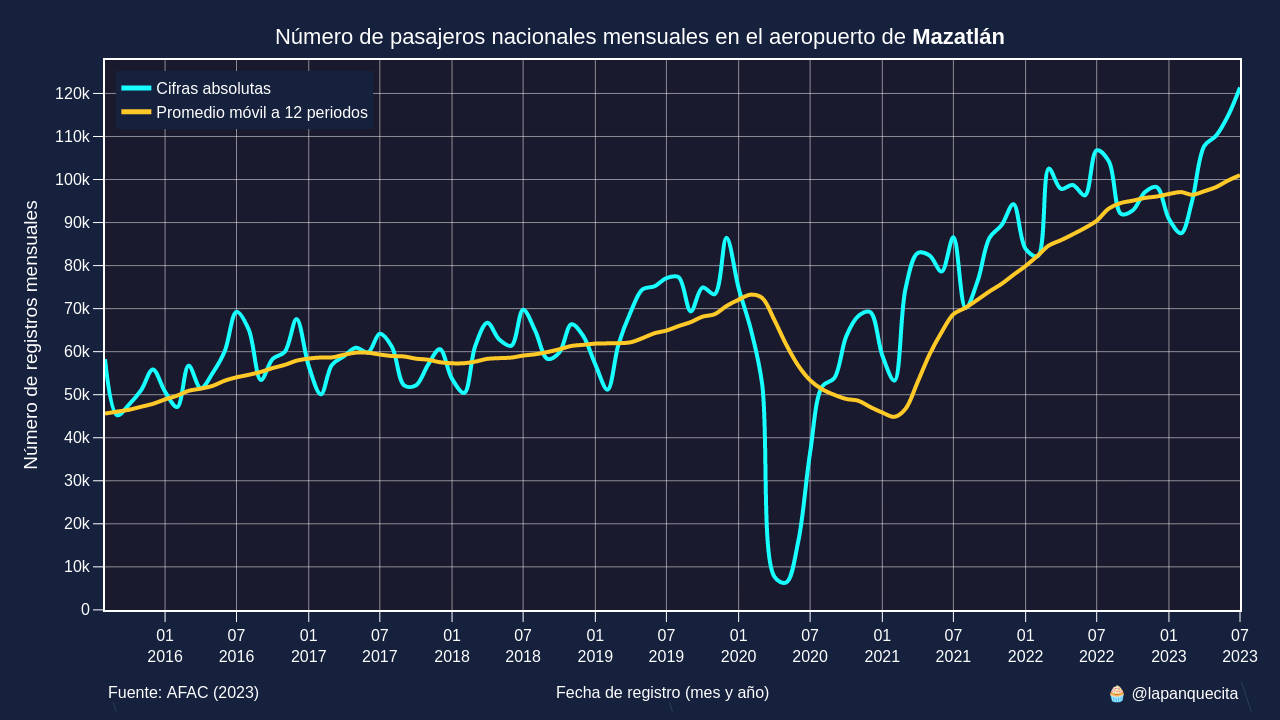 Número de pasajeros nacionales mensuales en el aeropuerto de Mazatlán
Cifras absolutas
Promedio móvil a 12 periodos
Número de registros mensuales
120k
110k
100k
90k
80k
70k
60k
50k
40k
30k
20k
10k
0
01 07 01 07 01 07 01 07 01 07 01 07 01 07 01 07
2016 2016 2017 2017 2018 2018 2019 2019 2020 2020 2021 2021 2022 2022 2023 2023
Fuente: AFAC (2023) Fecha de registro (mes y año) 🧁 @lapanquecita